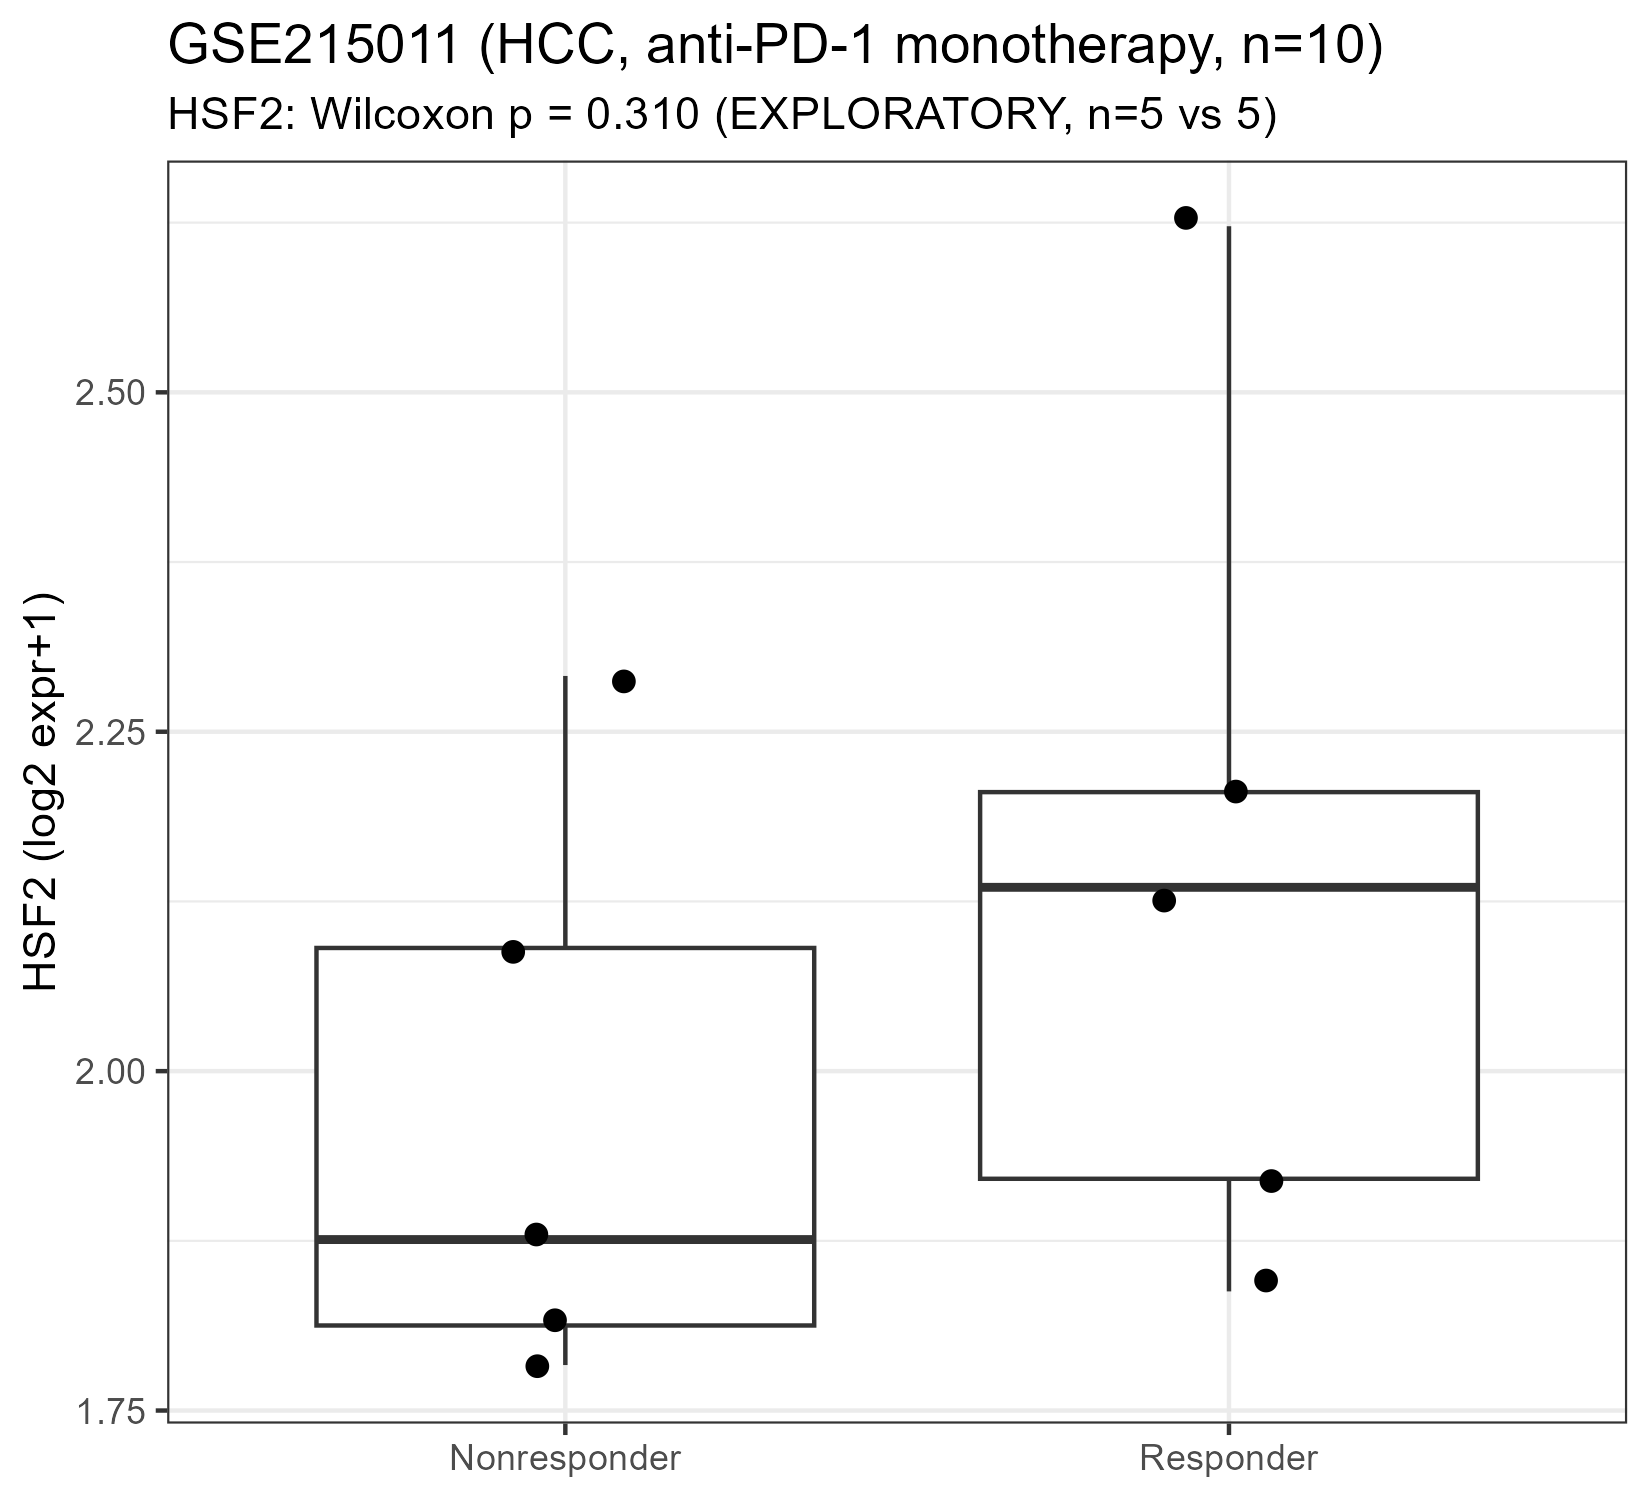 GSE215011 (HCC, anti-PD-1 monotherapy, n=10)
HSF2: Wilcoxon p = 0.310 (EXPLORATORY, n=5 vs 5)
HSF2 (log2 expr+1)
2.50
2.25
2.00
1.75
Nonresponder
Responder